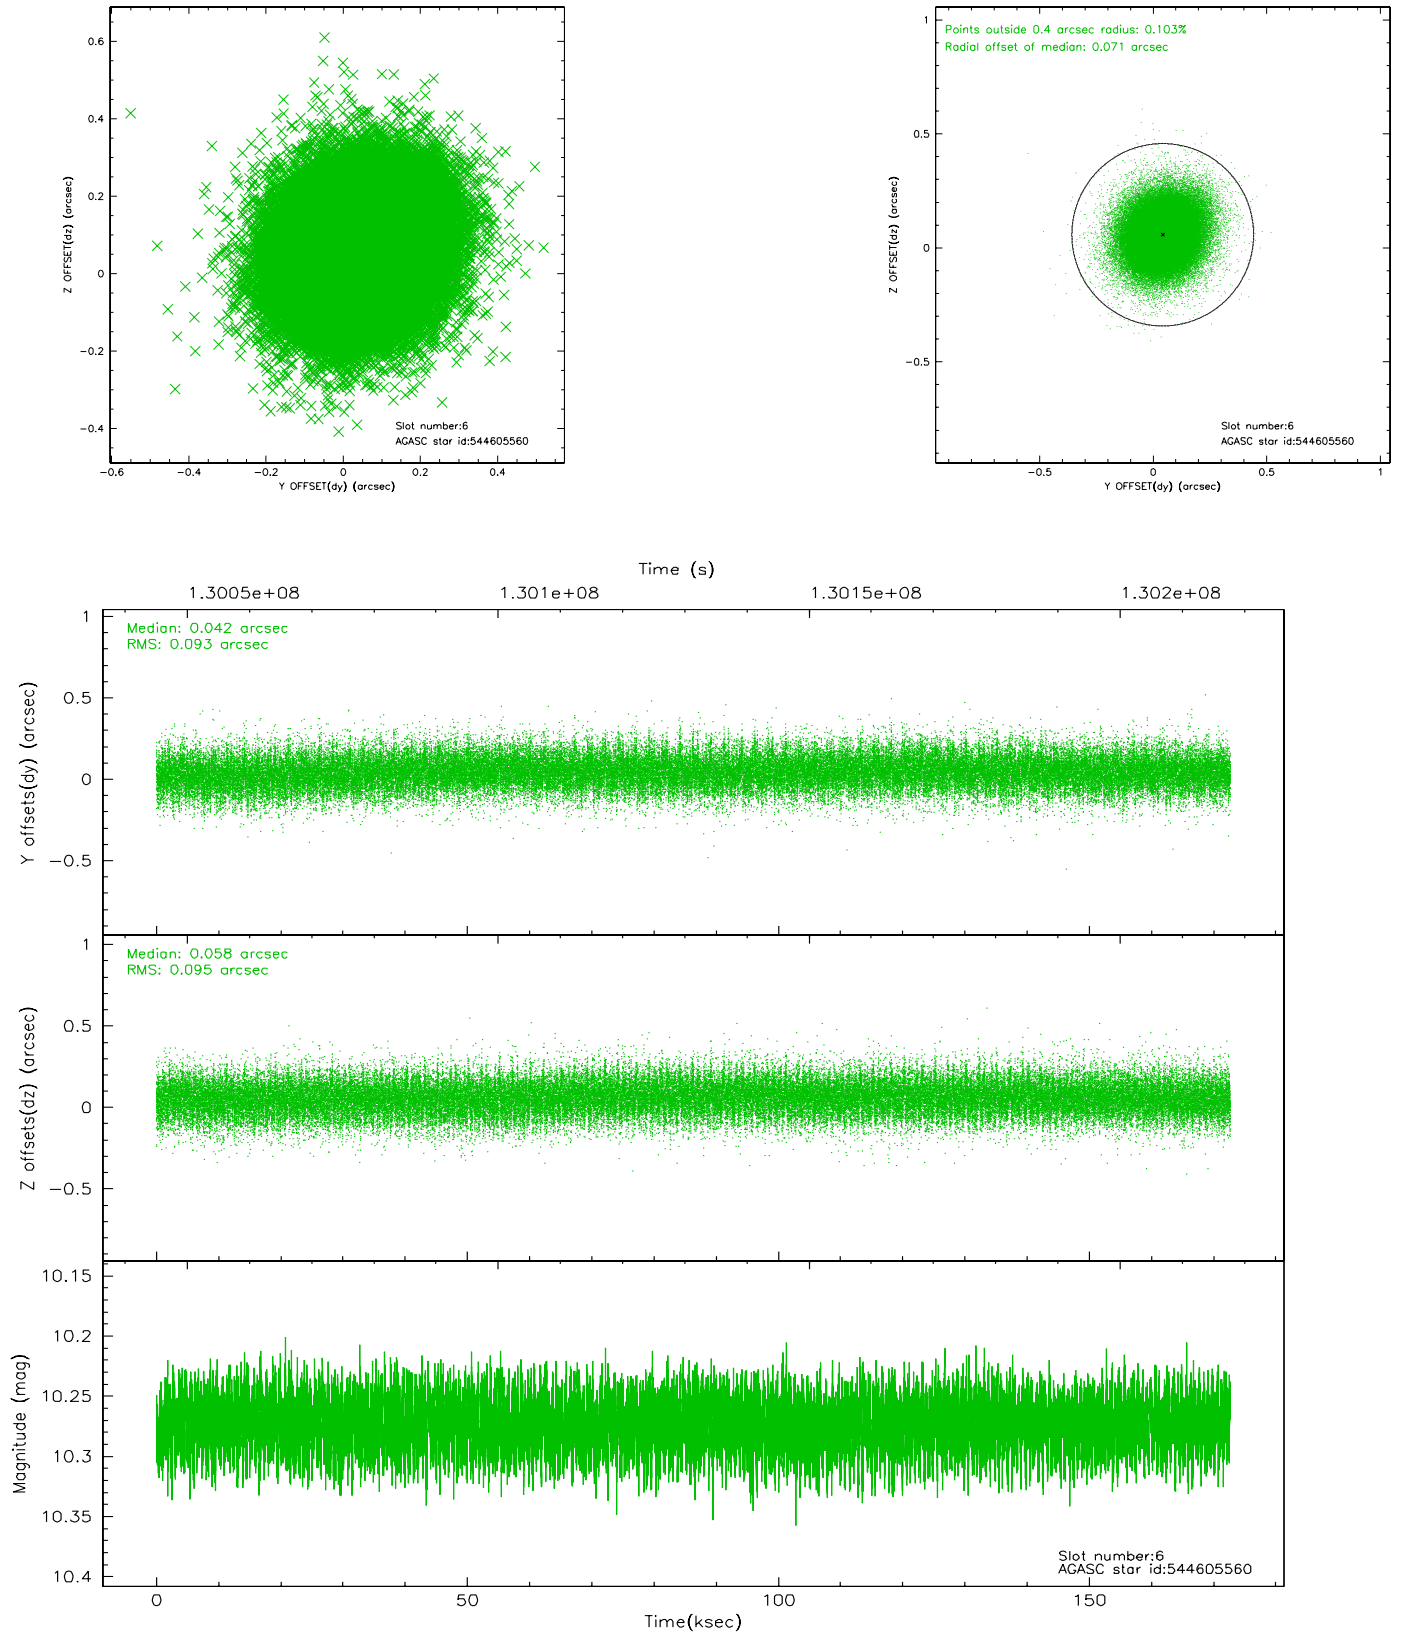 0.6
0.4
0.2
0
−0.2
−0.4
Z OFFSET(dz) (arcsec)
Slot number:6
AGASC star id:544605560
−0.6 −0.4 −0.2 0 0.2 0.4
Y OFFSET(dy) (arcsec)
Points outside 0.4 arcsec radius: 0.103%
Radial offset of median: 0.071 arcsec
1
0.5
0
−0.5
Z OFFSET(dz) (arcsec)
Slot number:6
AGASC star id:544605560
−0.5 0 0.5 1
Y OFFSET(dy) (arcsec)
Time (s)
1.3005e+08 1.301e+08 1.3015e+08 1.302e+08
Median: 0.042 arcsec
RMS: 0.093 arcsec
1
0.5
0
−0.5
Y offsets(dy) (arcsec)
Median: 0.058 arcsec
RMS: 0.095 arcsec
1
0.5
0
−0.5
Z offsets(dz) (arcsec)
10.15
10.2
10.25
10.3
10.35
10.4
Magnitude (mag)
Slot number:6
AGASC star id:544605560
0 50 100 150
Time(ksec)